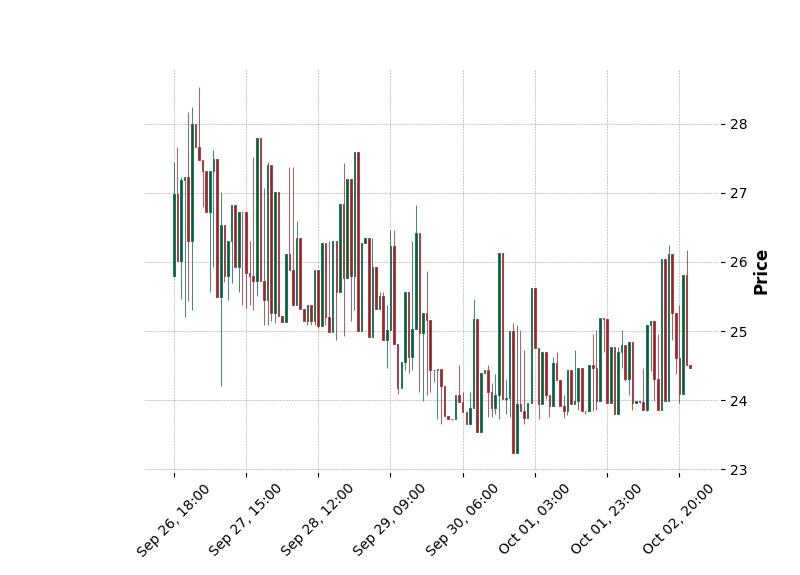 28
27
26
25
24
23
Price
Sep 26, 18:00
Sep 27, 15:00
Sep 28, 12:00
Sep 29, 09:00
Sep 30, 06:00
Oct 01, 03:00
Oct 01, 23:00
Oct 02, 20:00